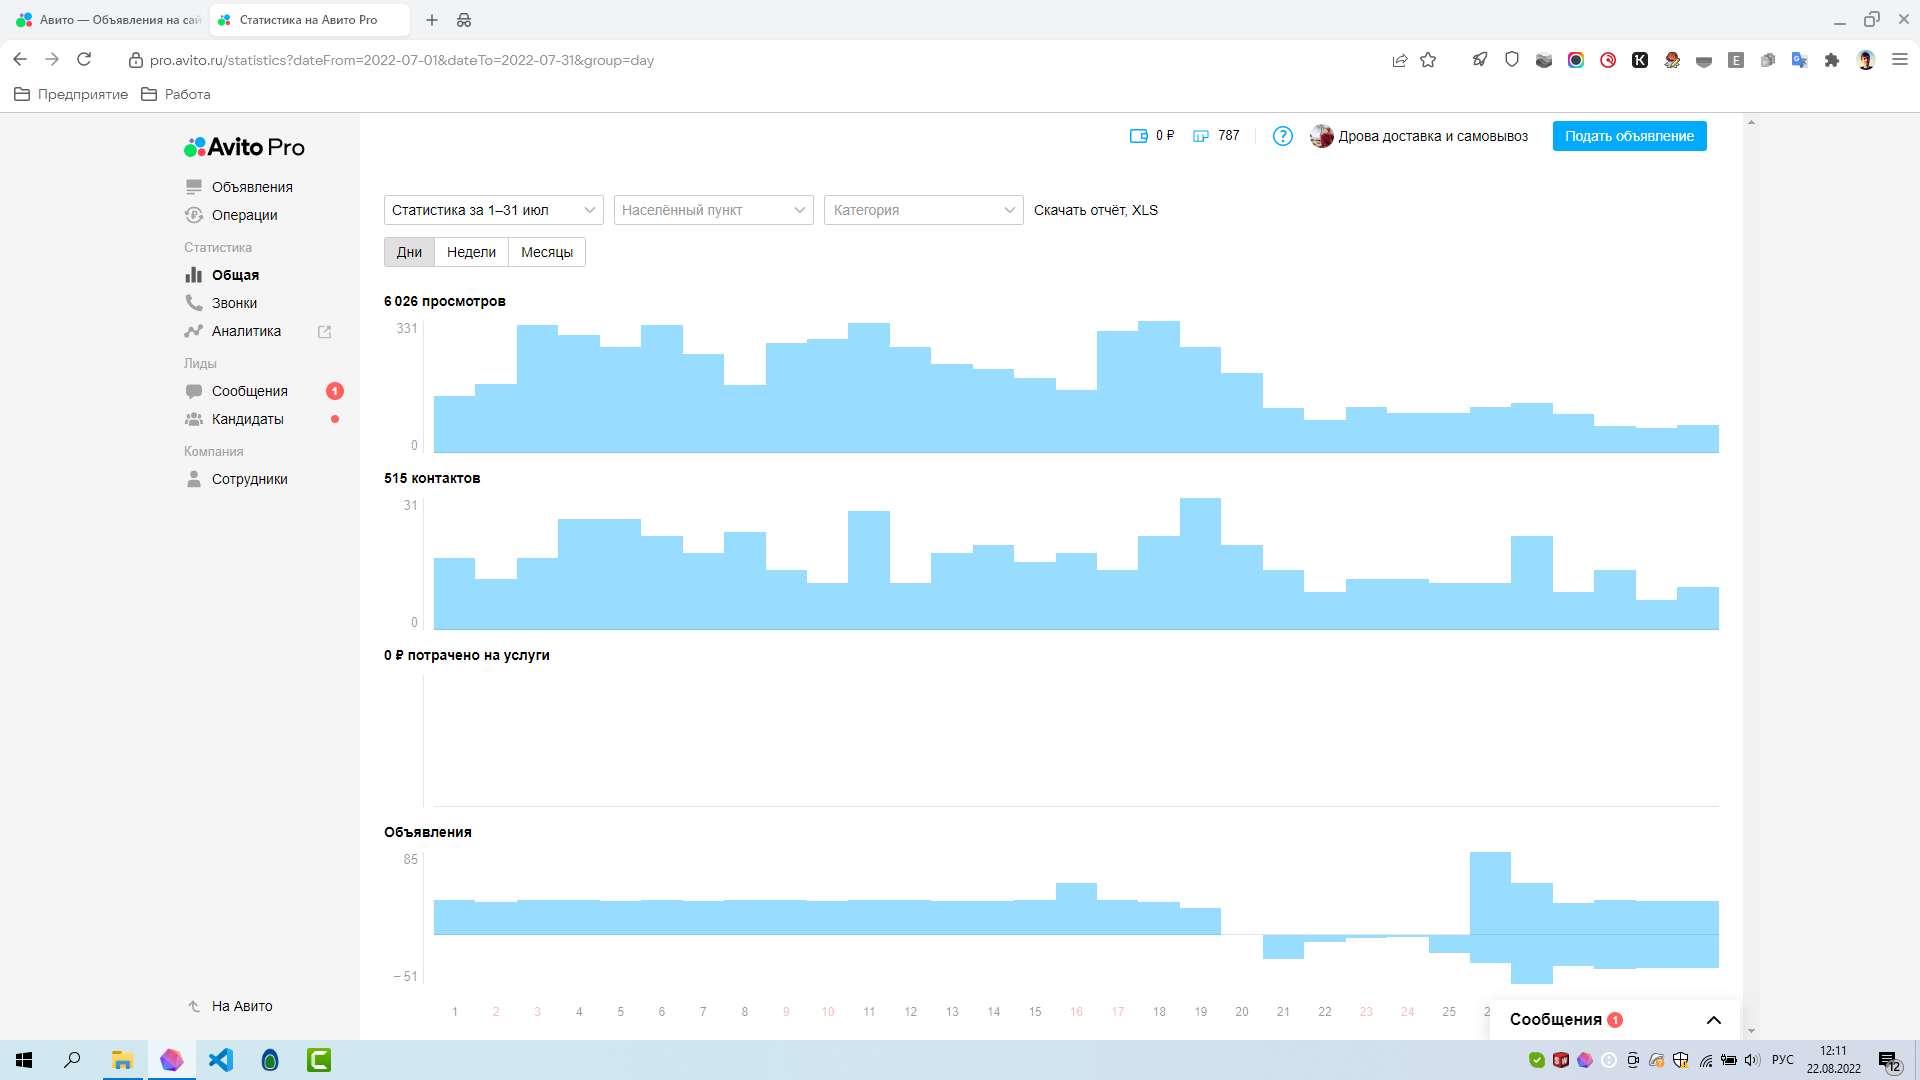 Авито — Объявления на сай
Статистика на Авито Pro
pro.avito.ru/statistics?dateFrom=2022-07-01&dateTo=2022-07-31&group=day
Предприятие
Работа
Avito Pro
0 ₽
787
Дрова доставка и самовывоз
Подать объявление
Объявления
Операции
Статистика
Общая
Звонки
Аналитика
Лиды
Сообщения 1
Кандидаты
Компания
Сотрудники
На Авито
Статистика за 1–31 июл
Населённый пункт
Категория
Скачать отчёт, XLS
Дни Недели Месяцы
6 026 просмотров
331
0
515 контактов
31
0
0 ₽ потрачено на услуги
Объявления
85
− 51
1 2 3 4 5 6 7 8 9 10 11 12 13 14 15 16 17 18 19 20 21 22 23 24 25 2
Сообщения 1
РУС
12:11
22.08.2022
12